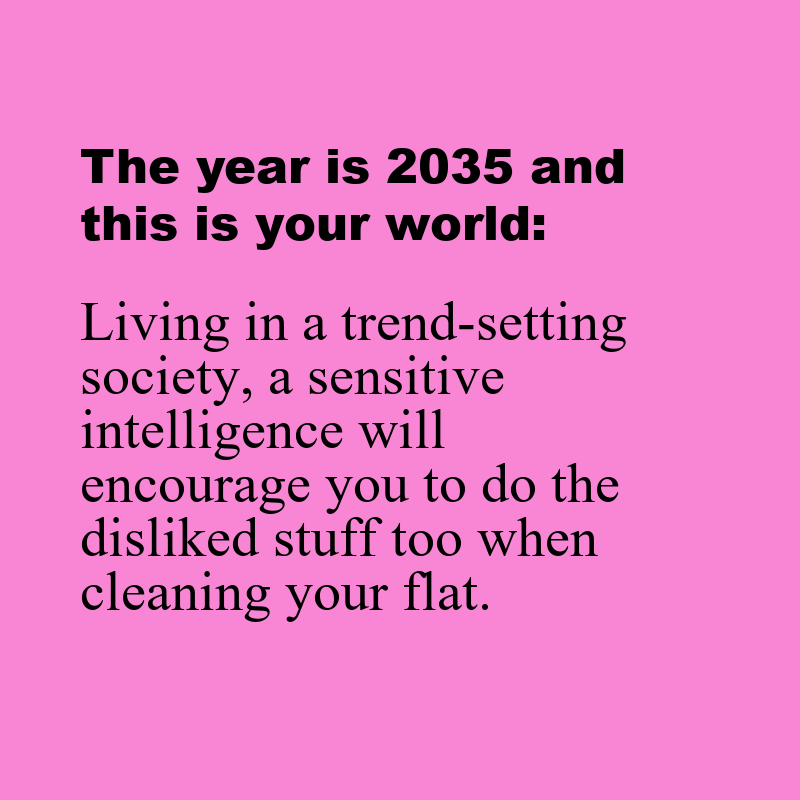 The year is 2035 and
this is your world:
Living in a trend-setting
society, a sensitive
intelligence will
encourage you to do the
disliked stuff too when
cleaning your flat.